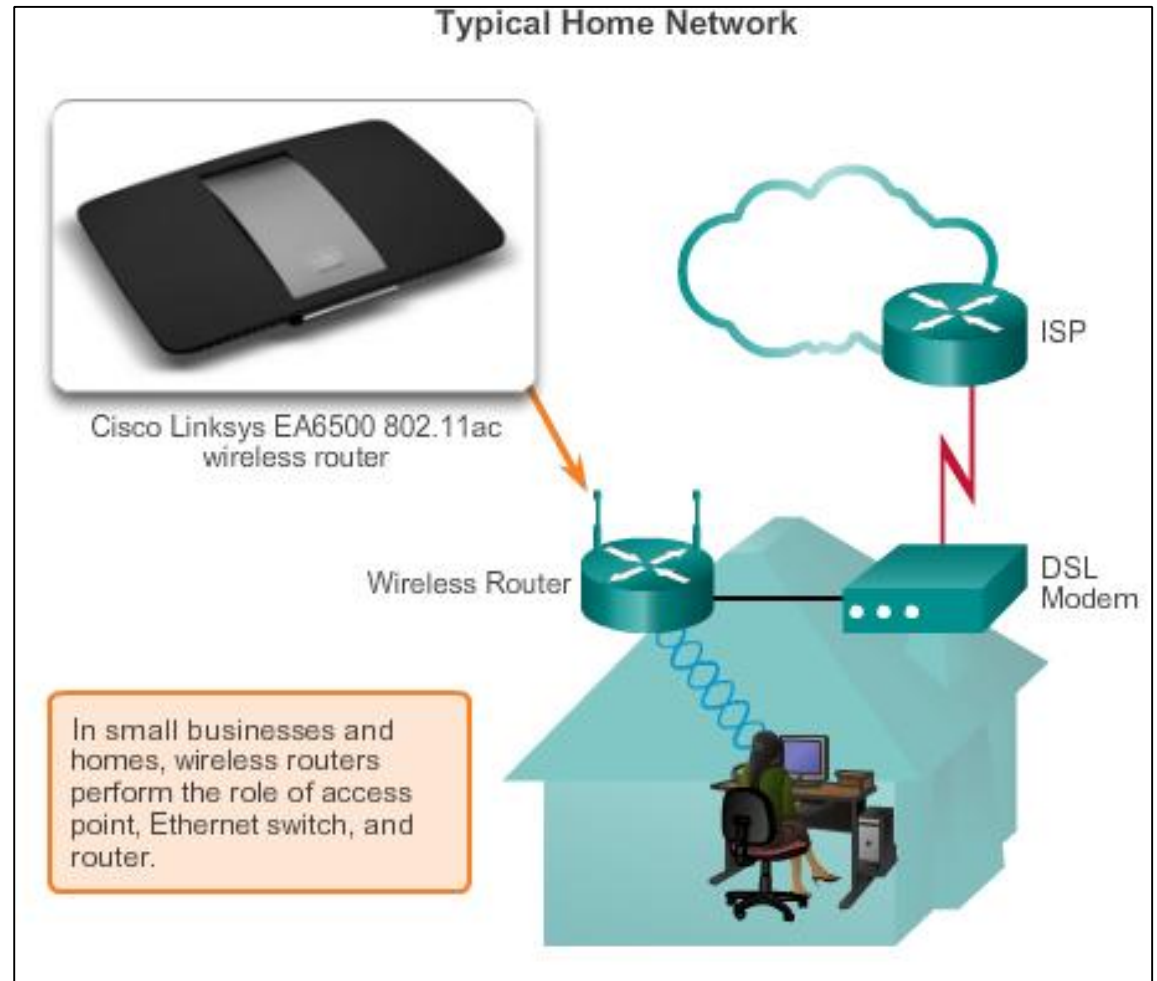 Typical Home Network
Cisco Linksys EA6500 802.11ac
wireless router
ISP
Wireless Router
DSL
Modem
In small businesses and
homes, wireless routers
perform the role of access
point, Ethernet switch, and
router.